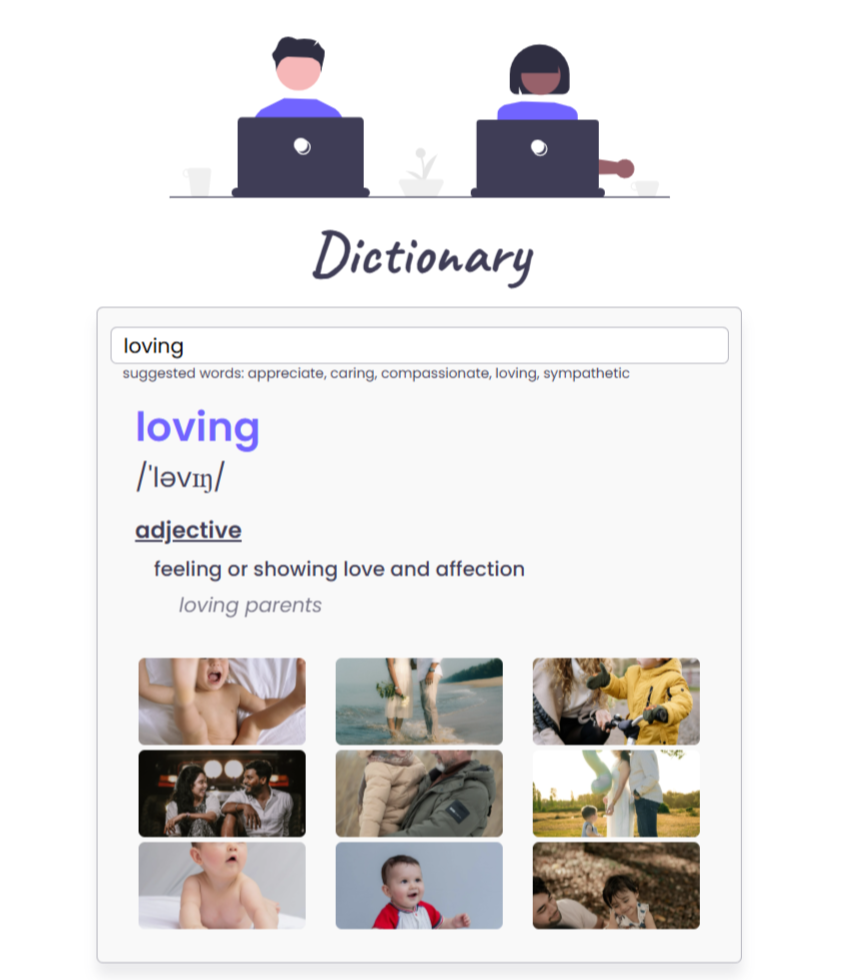 Dictionary
loving
suggested words: appreciate, caring, compassionate, loving, sympathetic
loving
/ˈləvɪŋ/
adjective
feeling or showing love and affection
loving parents